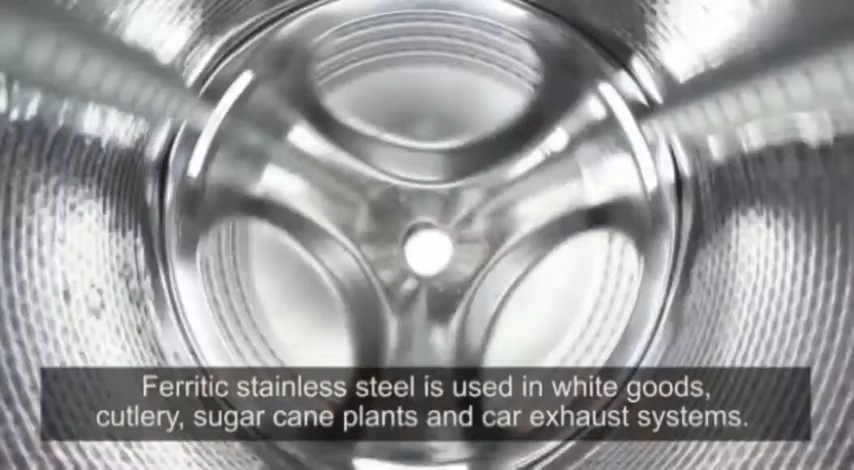 Ferritic stainless steel is used in white goods,
cutlery, sugar cane plants and car exhaust systems.